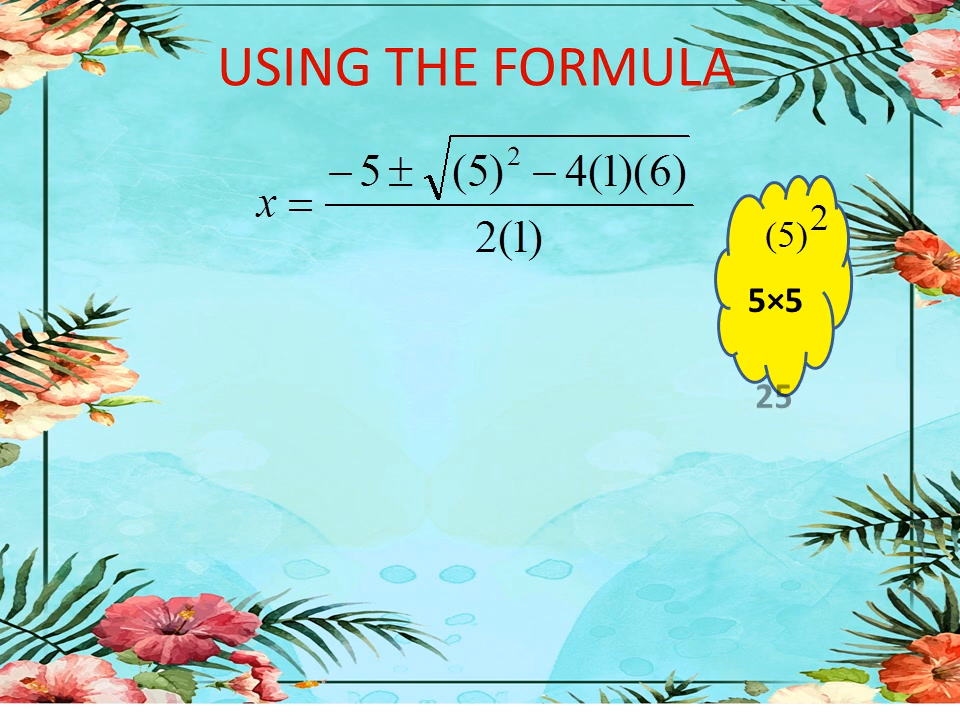 USING THE FORMULA
x = −5 ± √(5)² − 4(1)(6)
2(1)
(5)²
5×5
25